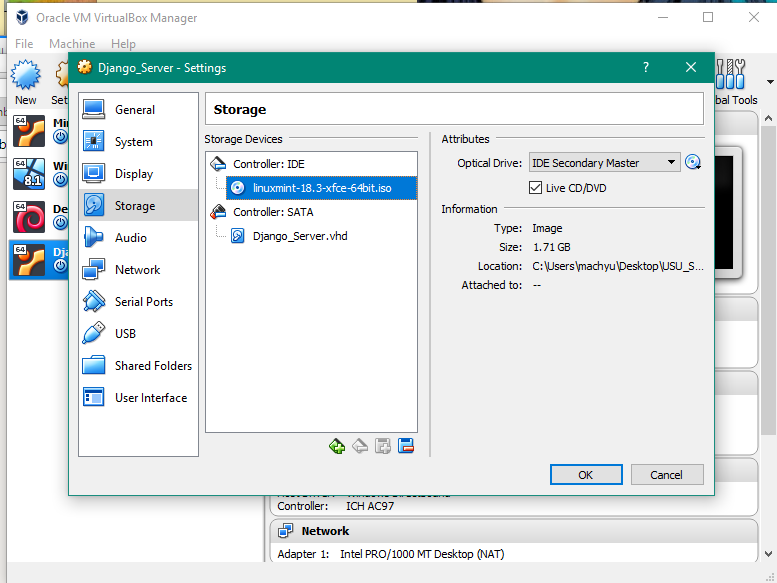 Oracle VM VirtualBox Manager
File Machine Help
Django_Server - Settings ?
New
Set
bal Tools
64
Mi
64
8.1
Wi
64
De
64
Dj
General
System
Display
Storage
Audio
Network
Serial Ports
USB
Shared Folders
User Interface
Storage
Storage Devices
Controller: IDE
linuxmint-18.3-xfce-64bit.iso
Controller: SATA
Django_Server.vhd
Attributes
Optical Drive: IDE Secondary Master
Live CD/DVD
Information
Type: Image
Size: 1.71 GB
Location: C:\Users\machyu\Desktop\USU_S...
Attached to: --
OK Cancel
Controller: ICH AC97
Network
Adapter 1: Intel PRO/1000 MT Desktop (NAT)